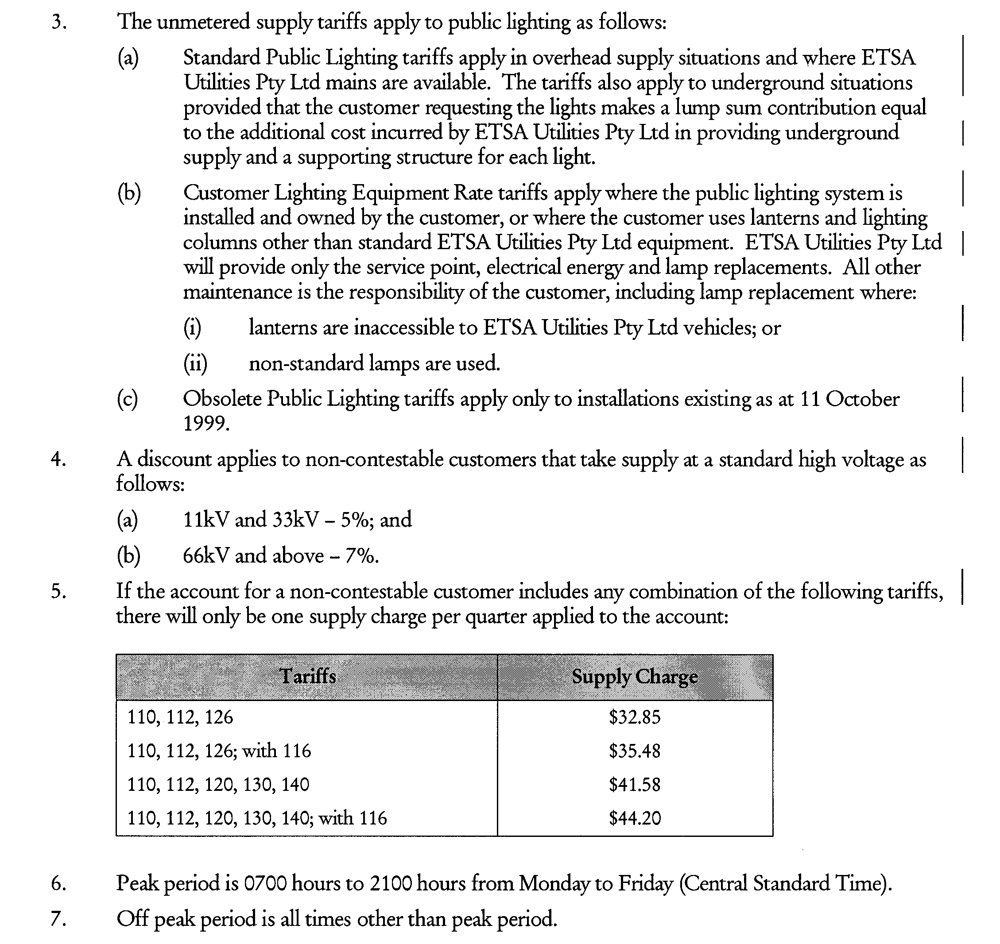 3. The unmetered supply tariffs apply to public lighting as follows:
(a) Standard Public Lighting tariffs apply in overhead supply situations and where ETSA
Utilities Pty Ltd mains are available. The tariffs also apply to underground situations
provided that the customer requesting the lights makes a lump sum contribution equal
to the additional cost incurred by ETSA Utilities Pty Ltd in providing underground
supply and a supporting structure for each light.
(b) Customer Lighting Equipment Rate tariffs apply where the public lighting system is
installed and owned by the customer, or where the customer uses lanterns and lighting
columns other than standard ETSA Utilities Pty Ltd equipment. ETSA Utilities Pty Ltd
will provide only the service point, electrical energy and lamp replacements. All other
maintenance is the responsibility of the customer, including lamp replacement where:
(i) lanterns are inaccessible to ETSA Utilities Pty Ltd vehicles; or
(ii) non-standard lamps are used.
(c) Obsolete Public Lighting tariffs apply only to installations existing as at 11 October
1999.
4. A discount applies to non-contestable customers that take supply at a standard high voltage as
follows:
(a) 11kV and 33kV – 5%; and
(b) 66kV and above – 7%.
5. If the account for a non-contestable customer includes any combination of the following tariffs,
there will only be one supply charge per quarter applied to the account:
Tariffs Supply Charge
110, 112, 126 $32.85
110, 112, 126; with 116 $35.48
110, 112, 120, 130, 140 $41.58
110, 112, 120, 130, 140; with 116 $44.20
6. Peak period is 0700 hours to 2100 hours from Monday to Friday (Central Standard Time).
7. Off peak period is all times other than peak period.